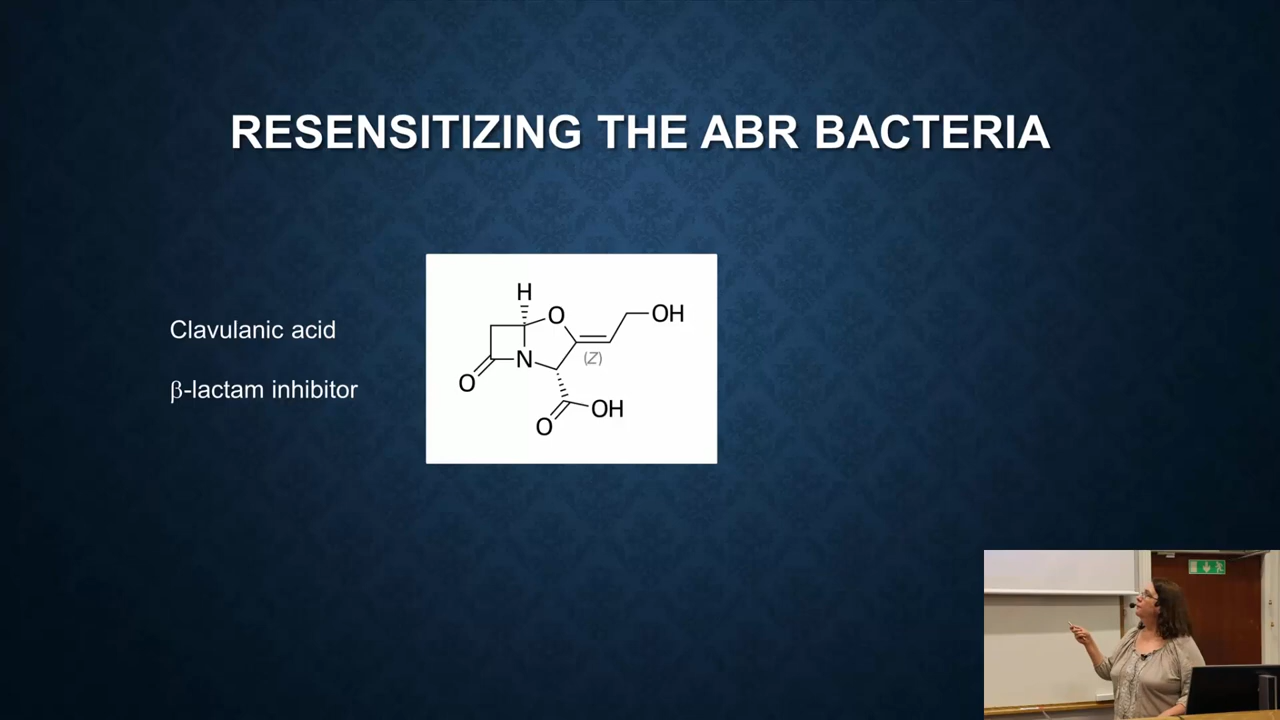 RESENSITIZING THE ABR BACTERIA
Clavulanic acid
β-lactam inhibitor
H
O
OH
N
(Z)
O
OH
O